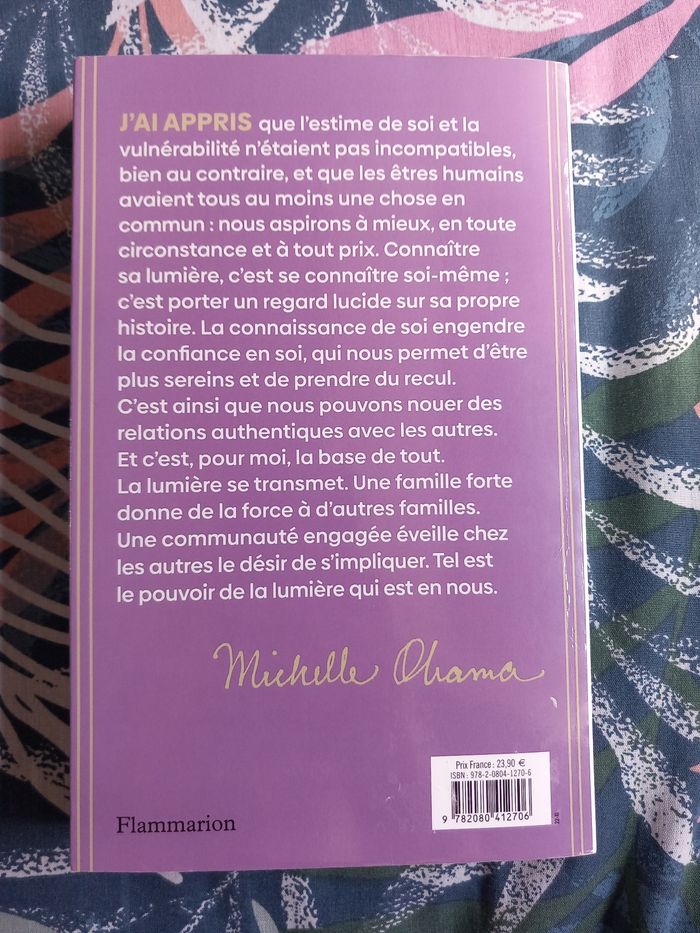 J'AI APPRIS que l'estime de soi et la
vulnérabilité n'étaient pas incompatibles,
bien au contraire, et que les êtres humains
avaient tous au moins une chose en
commun : nous aspirons à mieux, en toute
circonstance et à tout prix. Connaître
sa lumière, c'est se connaître soi-même ;
c'est porter un regard lucide sur sa propre
histoire. La connaissance de soi engendre
la confiance en soi, qui nous permet d'être
plus sereins et de prendre du recul.
C'est ainsi que nous pouvons nouer des
relations authentiques avec les autres.
Et c'est, pour moi, la base de tout.
La lumière se transmet. Une famille forte
donne de la force à d'autres familles.
Une communauté engagée éveille chez
les autres le désir de s'impliquer. Tel est
le pouvoir de la lumière qui est en nous.
Michelle Obama
Prix France : 23,90 €
ISBN : 978-2-0804-1270-6
9 782080 412706
22-XI
Flammarion